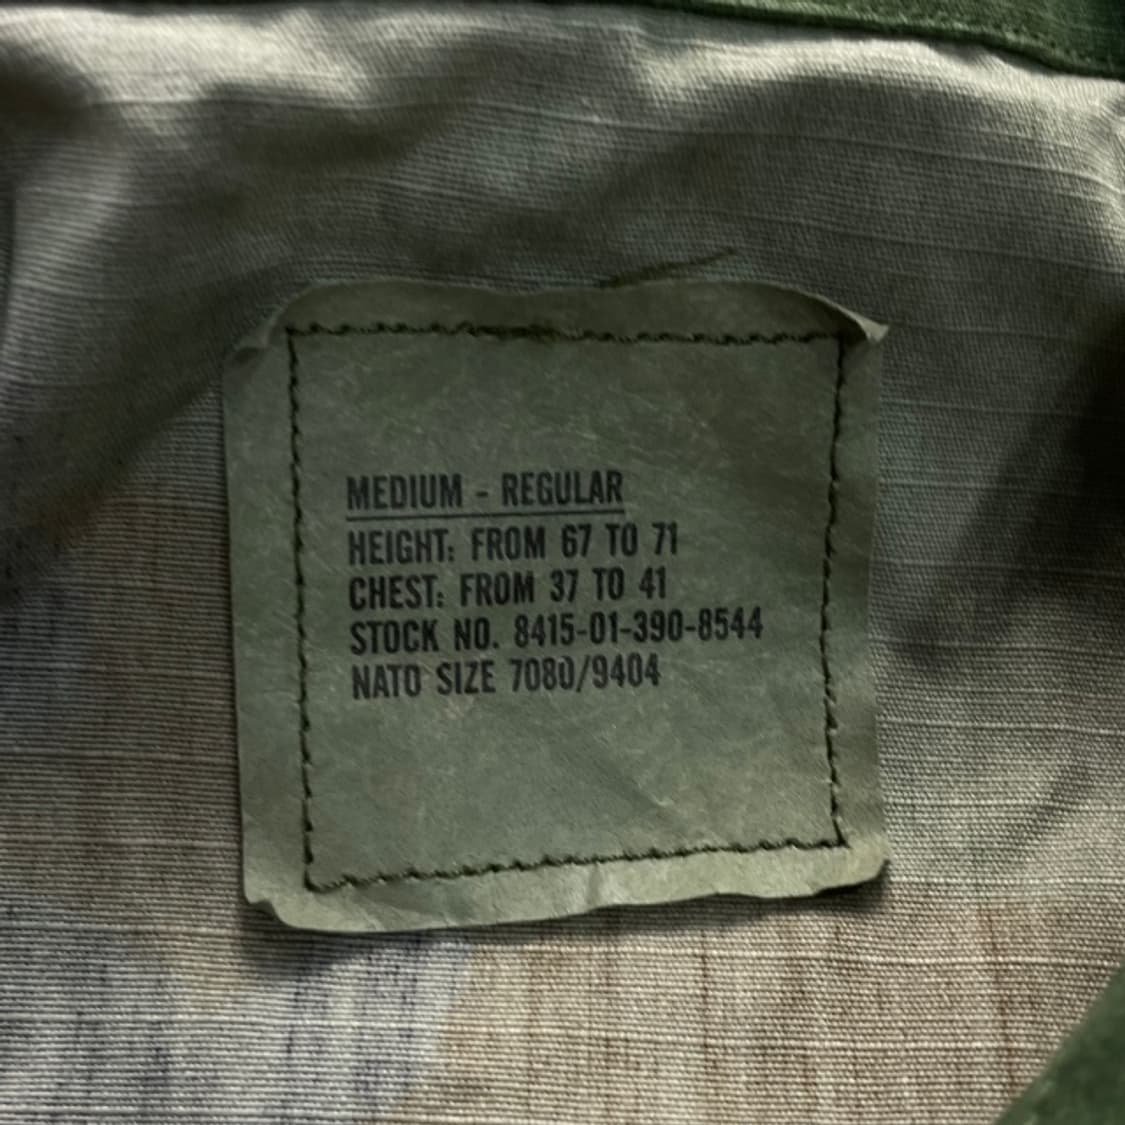 MEDIUM - REGULAR
HEIGHT: FROM 67 TO 71
CHEST: FROM 37 TO 41
STOCK NO. 8415-01-390-8544
NATO SIZE 7080/9404